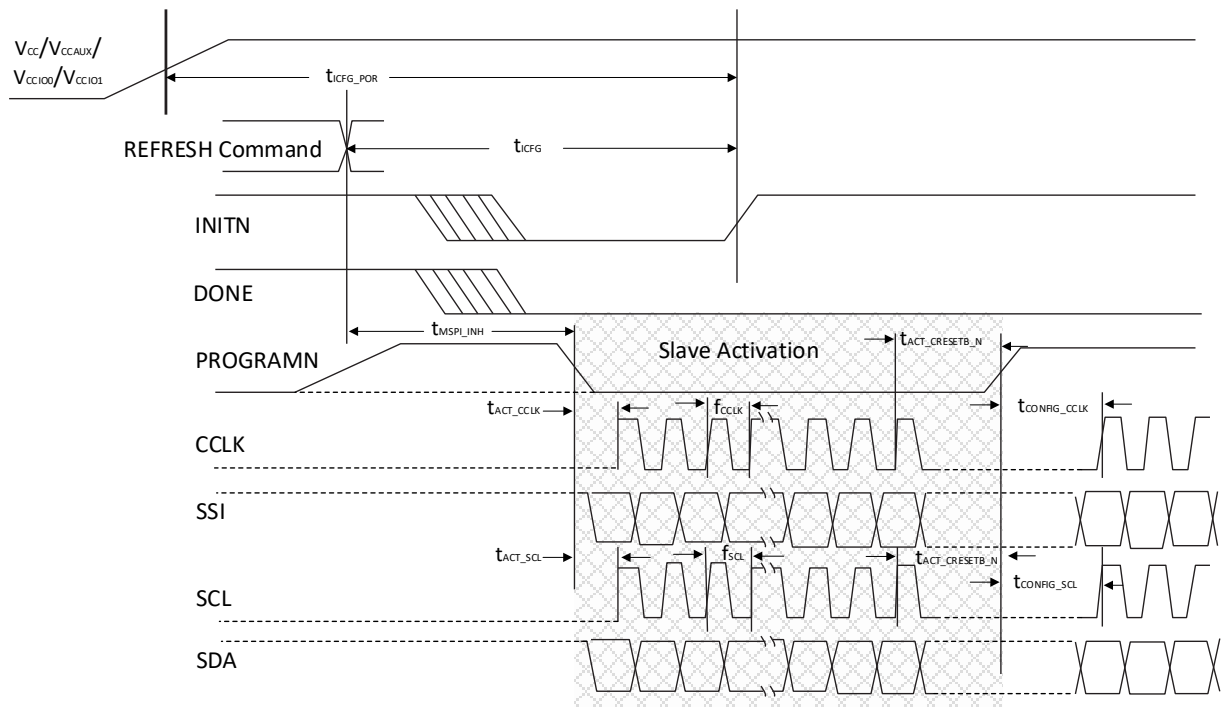 VCC/VCCAUX/
VCCIO0/VCCIO1
tICFG_POR
REFRESH Command
tICFG
INITN
DONE
tMSPI_INH
Slave Activation
tACT_CRESETB_N
PROGRAMN
tACT_CCLK
fCCLK
tCONFIG_CCLK
CCLK
SSI
tACT_SCL
fSCL
tACT_CRESETB_N
tCONFIG_SCL
SCL
SDA